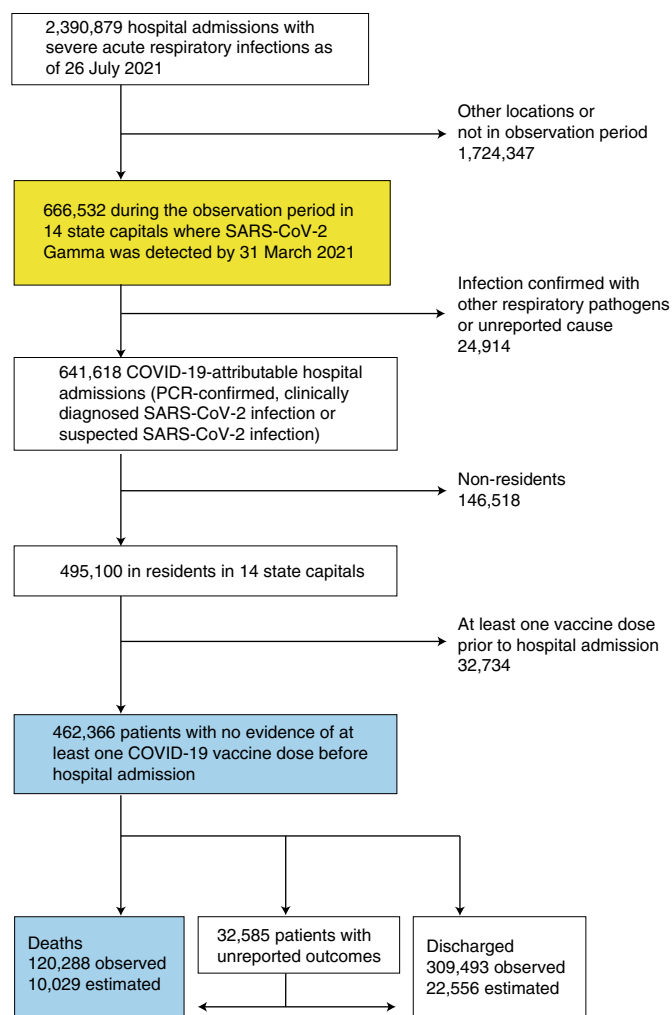 2,390,879 hospital admissions with
severe acute respiratory infections as
of 26 July 2021
Other locations or
not in observation period
1,724,347
666,532 during the observation period in
14 state capitals where SARS-CoV-2
Gamma was detected by 31 March 2021
Infection confirmed with
other respiratory pathogens
or unreported cause
24,914
641,618 COVID-19-attributable hospital
admissions (PCR-confirmed, clinically
diagnosed SARS-CoV-2 infection or
suspected SARS-CoV-2 infection)
Non-residents
146,518
495,100 in residents in 14 state capitals
At least one vaccine dose
prior to hospital admission
32,734
462,366 patients with no evidence of at
least one COVID-19 vaccine dose before
hospital admission
Deaths
120,288 observed
10,029 estimated
32,585 patients with
unreported outcomes
Discharged
309,493 observed
22,556 estimated